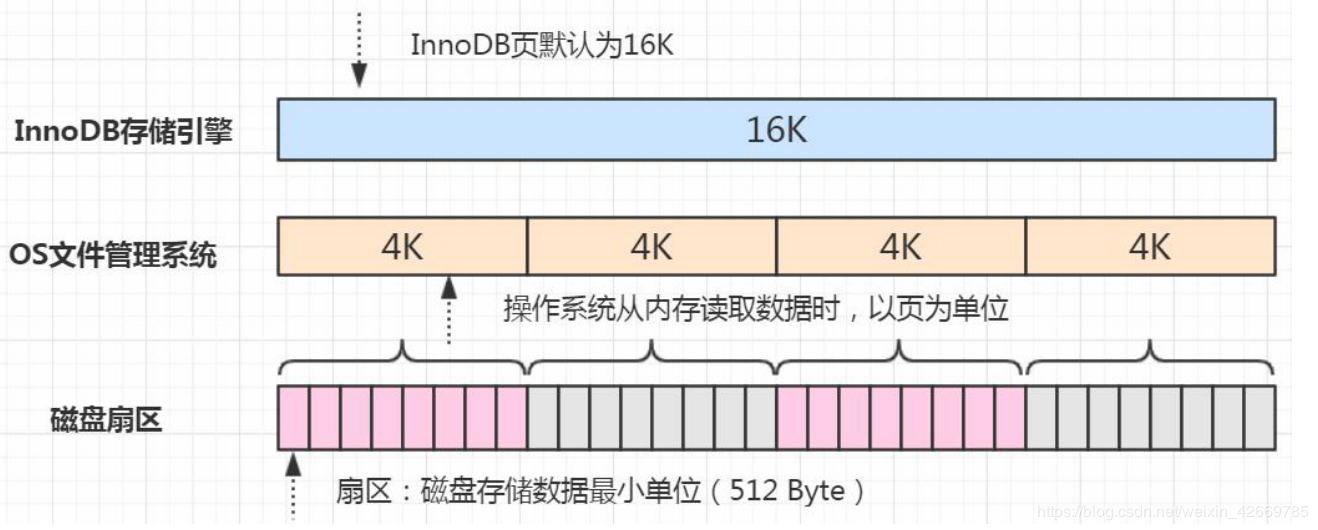 InnoDB页默认为16K
InnoDB存储引擎
16K
OS文件管理系统
4K
4K
4K
4K
操作系统从内存读取数据时，以页为单位
磁盘扇区
扇区：磁盘存储数据最小单位（512 Byte）
https://blog.csdn.net/weixin_42669785